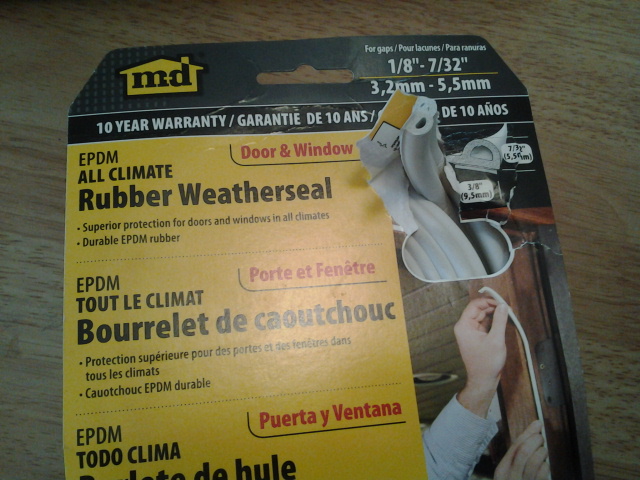 md
For gaps / Pour lacunes / Para ranuras
1/8"- 7/32"
3,2mm - 5,5mm
10 YEAR WARRANTY / GARANTIE DE 10 ANS / DE 10 AÑOS
EPDM
ALL CLIMATE
Door & Window
Rubber Weatherseal
• Superior protection for doors and windows in all climates
• Durable EPDM rubber
7/32"
(5,5mm)
3/8"
(9,5mm)
EPDM
TOUT LE CLIMAT
Porte et Fenêtre
Bourrelet de caoutchouc
• Protection supérieure pour des portes et des fenêtres dans
tous les climats
• Cauotchouc EPDM durable
EPDM
TODO CLIMA
Puerta y Ventana
Burlete de hule